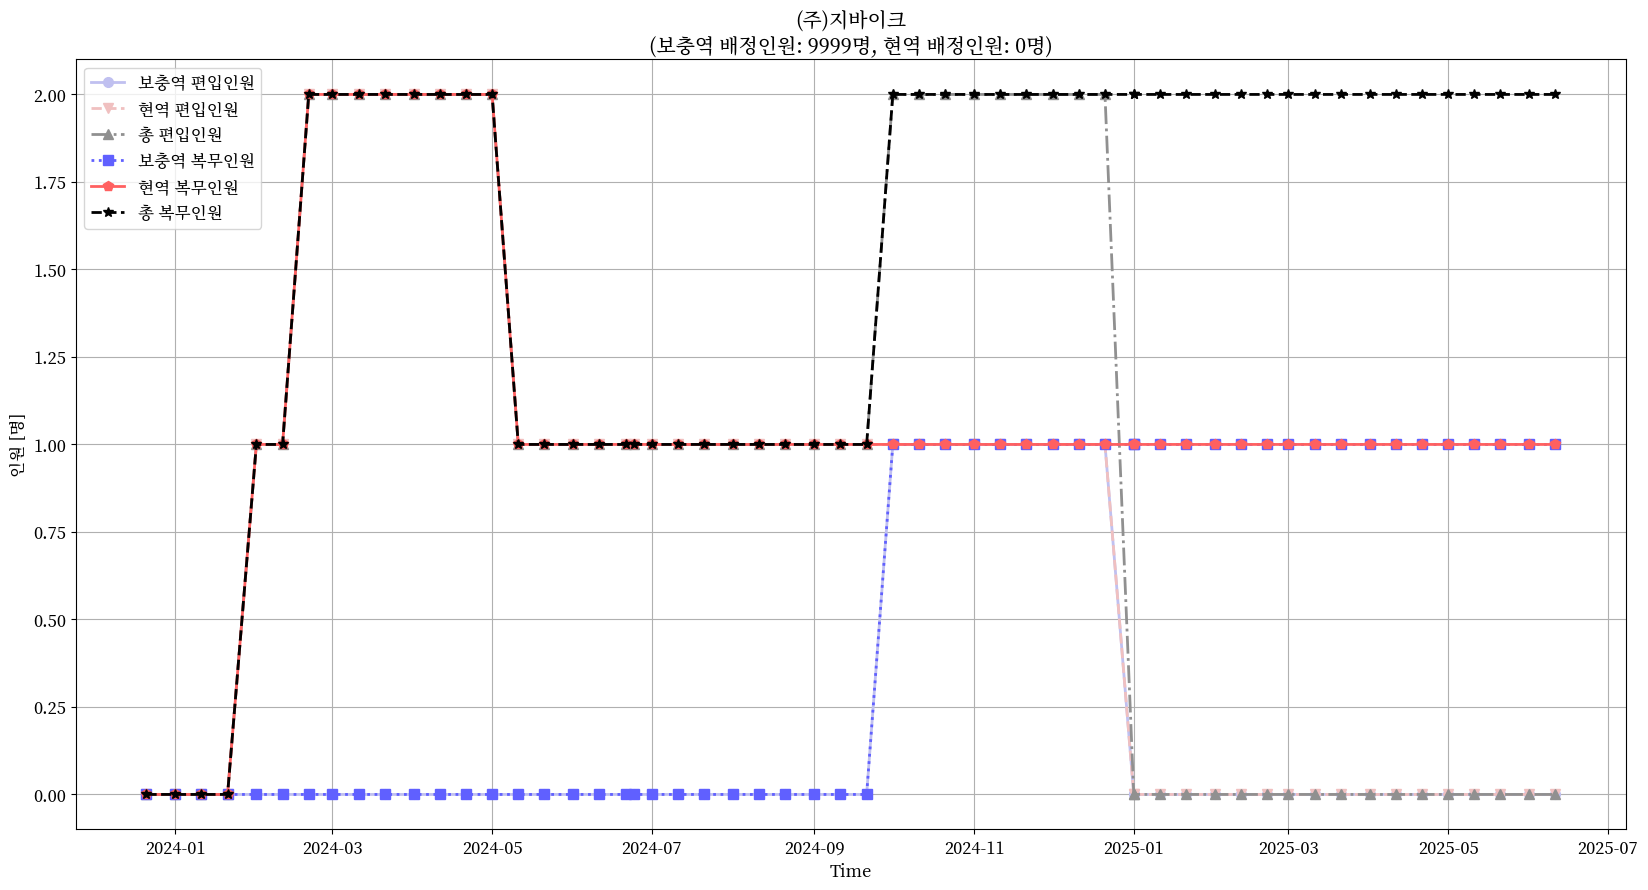 (주)지바이크
(보충역 배정인원: 9999명, 현역 배정인원: 0명)
보충역 편입인원
현역 편입인원
총 편입인원
보충역 복무인원
현역 복무인원
총 복무인원
2.00
1.75
1.50
1.25
1.00
0.75
0.50
0.25
0.00
인원 [명]
2024-01
2024-03
2024-05
2024-07
2024-09
2024-11
2025-01
2025-03
2025-05
2025-07
Time